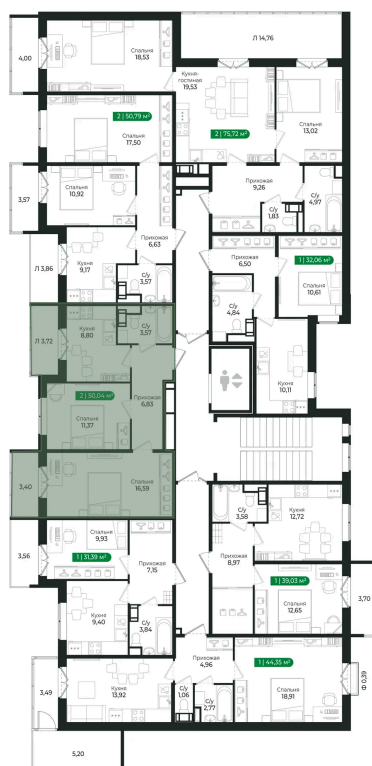 Л 14,76
4,00
Спальня
18,53
Кухня-
гостиная
19,53
Спальня
13,02
2 | 50,79 м²
Спальня
17,50
2 | 75,72 м²
3,57
Спальня
10,92
Прихожая
9,26
С/у
4,97
С/у
1,83
Прихожая
6,63
Л 3,86
Кухня
9,17
С/у
3,57
Прихожая
6,50
1 | 32,06 м²
Спальня
10,61
С/у
4,84
Л 3,72
Кухня
8,80
С/у
3,57
Кухня
10,11
2 | 50,04 м²
Прихожая
6,83
Спальня
11,37
3,40
Спальня
16,59
С/у
3,58
Кухня
12,72
3,56
Спальня
9,93
1 | 31,39 м²
Прихожая
7,15
Прихожая
8,97
1 | 39,03 м²
Спальня
12,65
3,70
Кухня
9,40
С/у
3,84
Прихожая
4,96
1 | 44,35 м²
3,49
Кухня
13,92
С/у
1,06
С/у
2,77
Спальня
18,91
Ф 0,39
5,20